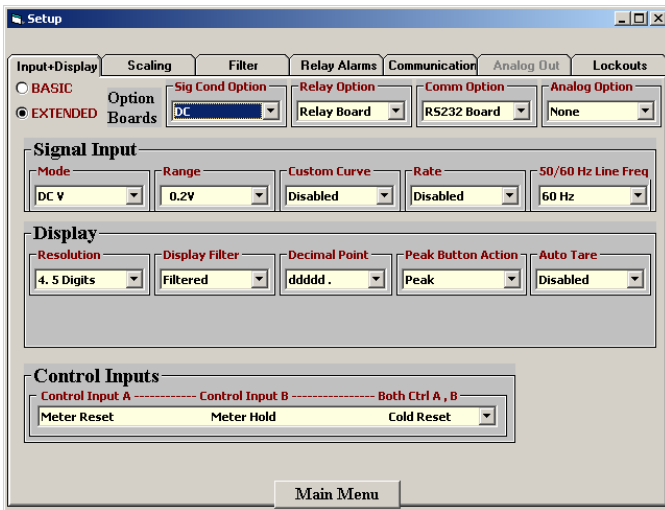 Setup
Input+Display Scaling Filter Relay Alarms Communication Analog Out Lockouts
BASIC
EXTENDED
Option Boards
Sig Cond Option Relay Option Comm Option Analog Option
DC Relay Board RS232 Board None
Signal Input
Mode Range Custom Curve Rate 50/60 Hz Line Freq
DC V 0.2V Disabled Disabled 60 Hz
Display
Resolution Display Filter Decimal Point Peak Button Action Auto Tare
4. 5 Digits Filtered ddddd . Peak Disabled
Control Inputs
Control Input A ------------ Control Input B ---------------- Both Ctrl A , B
Meter Reset Meter Hold Cold Reset
Main Menu